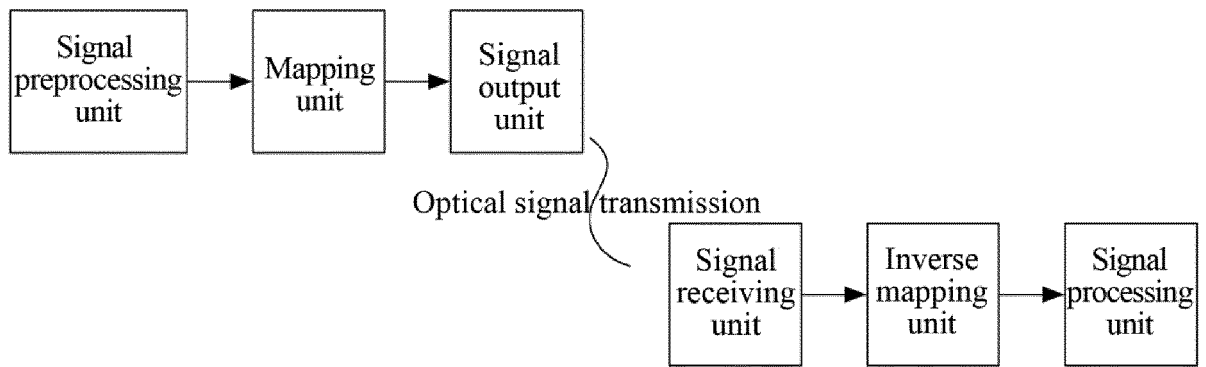 Signal
preprocessing
unit
Mapping
unit
Signal
output
unit
Optical signal transmission
Signal
receiving
unit
Inverse
mapping
unit
Signal
processing
unit